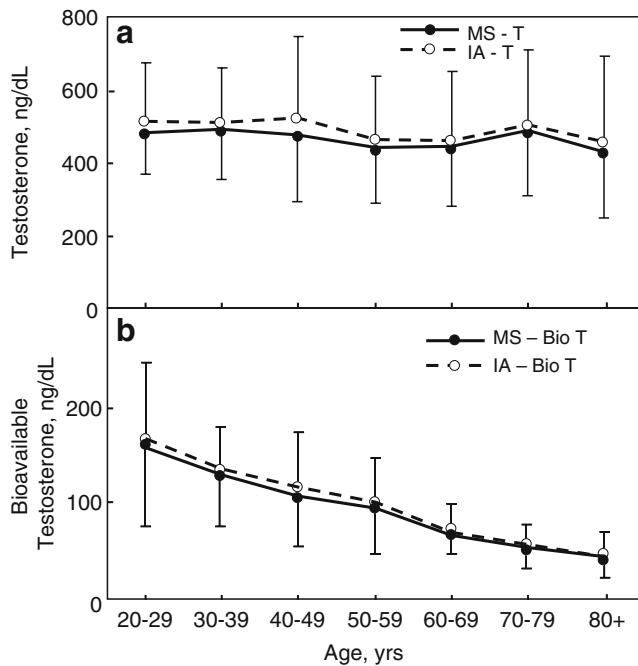 a
MS - T
IA - T
Testosterone, ng/dL
800
600
400
200
0
b
MS – Bio T
IA – Bio T
Bioavailable
Testosterone, ng/dL
200
100
0
20-29 30-39 40-49 50-59 60-69 70-79 80+
Age, yrs